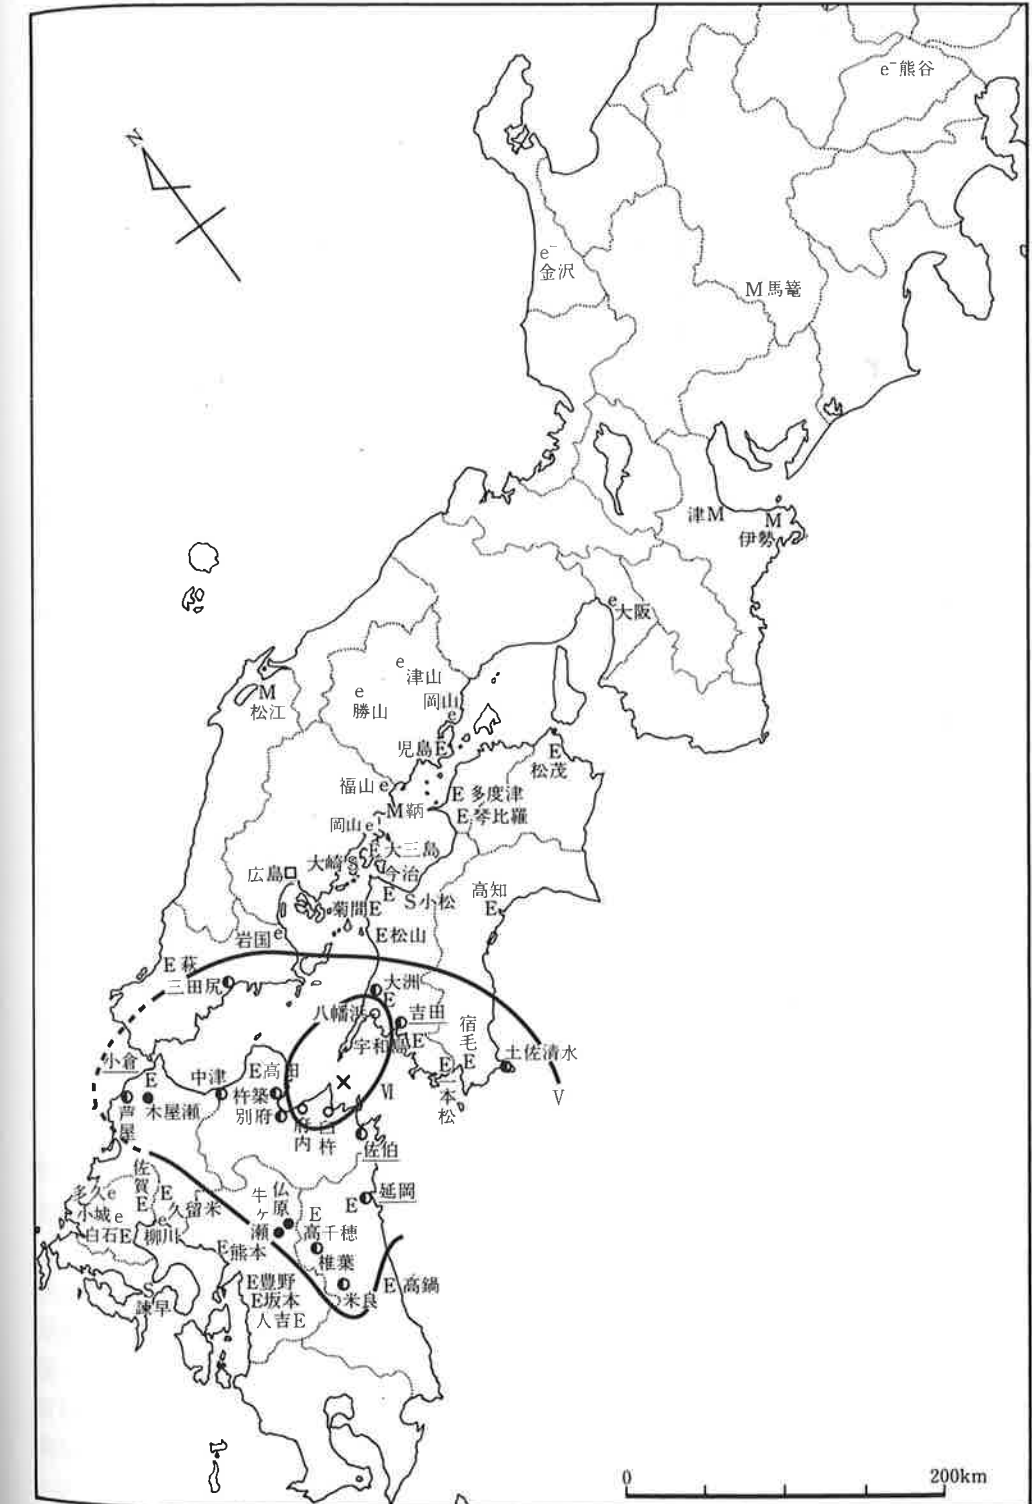 N
e⁻熊谷
e⁻
金沢
M馬篭
津M
M
伊勢
e
大阪
e
津山
e
勝山
岡山
e
M
松江
児島E
E
松茂
福山e
E多度津
M鞆
E琴比羅
岡山e
E大三島
大崎S
広島
今治
E
S小松
高知
E
菊間E
岩国e
E松山
E萩
三田尻
大洲
E
八幡浜
吉田
宇和島E
宿毛
E
土佐清水
小倉
E
一本松
E高田
中津
杵築
別府
芦屋
木屋瀬
府内
臼杵
Ⅵ
Ⅴ
佐伯
佐賀
E
多久e
E
久留米
小城e
e
柳川
白石E
牛ヶ瀬
仏原
E
延岡
E
高千穂
E熊本
椎葉
E豊野
E坂本
人吉E
米良
E高鍋
S
諫早
0
200km